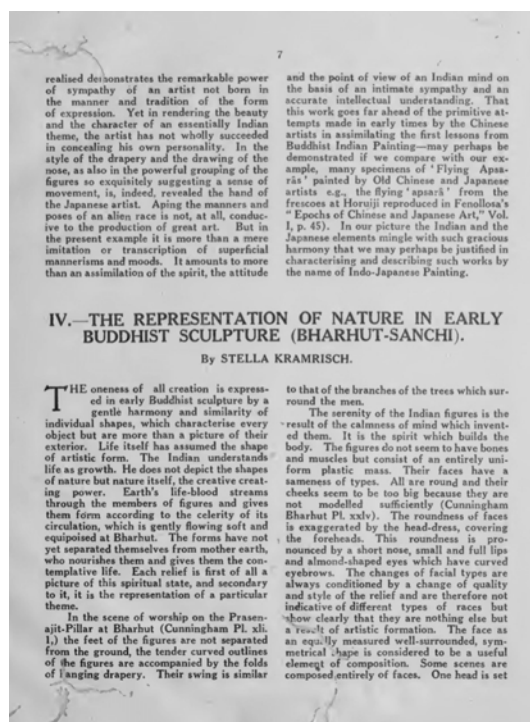 7
realised demonstrates the remarkable power
of sympathy of an artist not born in
the manner and tradition of the form
of expression. Yet in rendering the beauty
and the character of an essentially Indian
theme, the artist has not wholly succeeded
in concealing his own personality. In the
style of the drapery and the drawing of the
nose, as also in the powerful grouping of the
figures so exquisitely suggesting a sense of
movement, is, indeed, revealed the hand of
the Japanese artist. Aping the manners and
poses of an alien race is not, at all, conduc-
ive to the production of great art. But in
the present example it is more than a mere
imitation or transcription of superficial
mannerisms and moods. It amounts to more
than an assimilation of the spirit, the attitude
and the point of view of an Indian mind on
the basis of an intimate sympathy and an
accurate intellectual understanding. That
this work goes far ahead of the primitive at-
tempts made in early times by the Chinese
artists in assimilating the first lessons from
Buddhist Indian Painting—may perhaps be
demonstrated if we compare with our ex-
ample, many specimens of 'Flying Apsa-
rās' painted by Old Chinese and Japanese
artists e.g., the flying 'apsarā' from the
frescoes at Horuiji reproduced in Fenollosa's
"Epochs of Chinese and Japanese Art," Vol.
I, p. 45). In our picture the Indian and the
Japanese elements mingle with such gracious
harmony that we may perhaps be justified in
characterising and describing such works by
the name of Indo-Japanese Painting.
IV.—THE REPRESENTATION OF NATURE IN EARLY
BUDDHIST SCULPTURE (BHARHUT-SANCHI).
By STELLA KRAMRISCH.
THE oneness of all creation is express-
ed in early Buddhist sculpture by a
gentle harmony and similarity of
individual shapes, which characterise every
object but are more than a picture of their
exterior. Life itself has assumed the shape
of artistic form. The Indian understands
life as growth. He does not depict the shapes
of nature but nature itself, the creative creat-
ing power. Earth's life-blood streams
through the members of figures and gives
them form according to the celerity of its
circulation, which is gently flowing soft and
equipoised at Bharhut. The forms have not
yet separated themselves from mother earth,
who nourishes them and gives them the con-
templative life. Each relief is first of all a
picture of this spiritual state, and secondary
to it, it is the representation of a particular
theme.
In the scene of worship on the Prasen-
ajit-Pillar at Bharhut (Cunningham Pl. xli.
I,) the feet of the figures are not separated
from the ground, the tender curved outlines
of the figures are accompanied by the folds
of hanging drapery. Their swing is similar
to that of the branches of the trees which sur-
round the men.
The serenity of the Indian figures is the
result of the calmness of mind which invent-
ed them. It is the spirit which builds the
body. The figures do not seem to have bones
and muscles but consist of an entirely uni-
form plastic mass. Their faces have a
sameness of types. All are round and their
cheeks seem to be too big because they are
not modelled sufficiently (Cunningham
Bharhut Pl. xxiv). The roundness of faces
is exaggerated by the head-dress, covering
the foreheads. This roundness is pro-
nounced by a short nose, small and full lips
and almond-shaped eyes which have curved
eyebrows. The changes of facial types are
always conditioned by a change of quality
and style of the relief and are therefore not
indicative of different types of races but
show clearly that they are nothing else but
a result of artistic formation. The face as
an equally measured well-surrounded, sym-
metrical shape is considered to be a useful
element of composition. Some scenes are
composed entirely of faces. One head is set